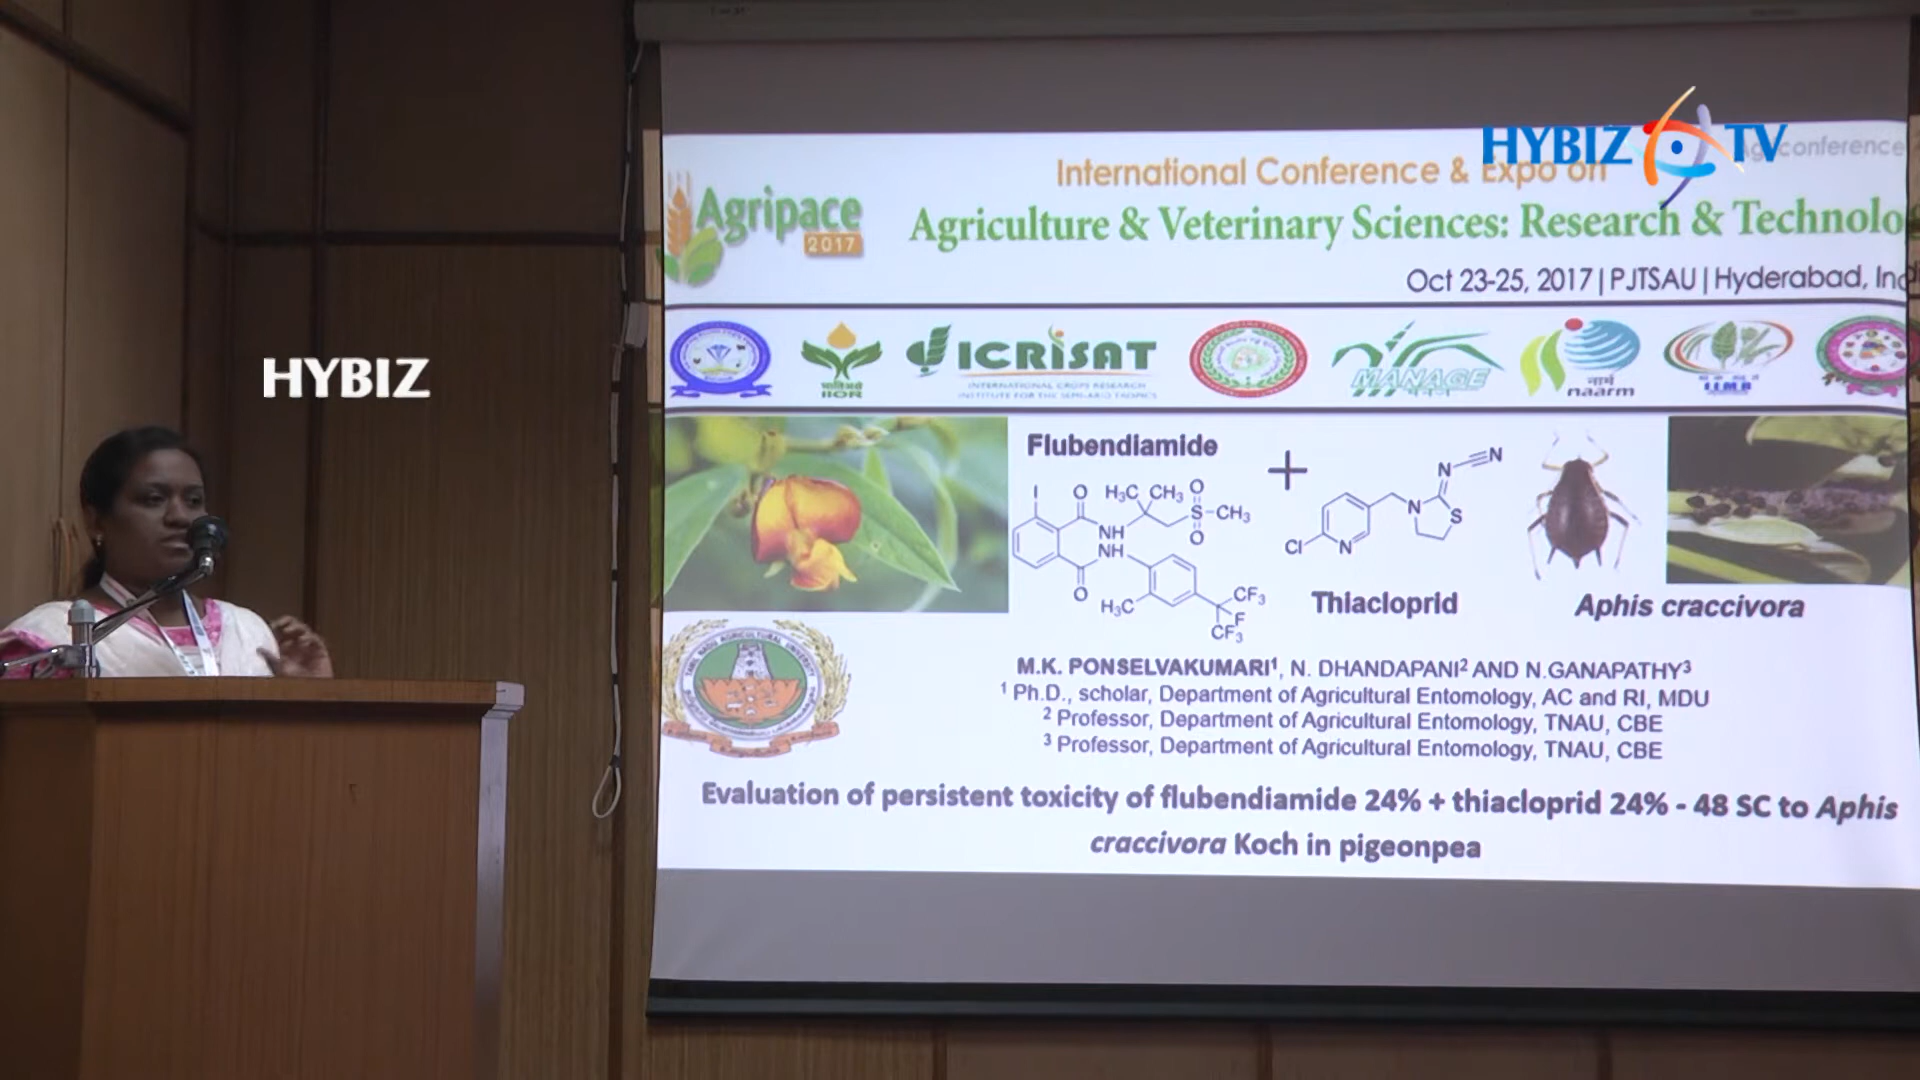 HYBIZ TV
conference
International Conference & Expo on
Agripace
2017
Agriculture & Veterinary Sciences: Research & Technolo
Oct 23-25, 2017 | PJTSAU | Hyderabad, Indi
IIOR
ICRISAT
INTERNATIONAL CROPS RESEARCH
INSTITUTE FOR THE SEMI-ARID TROPICS
MANAGE
नार्म
naarm
HYBIZ
Flubendiamide
+
I O H₃C CH₃ O
S-CH₃
O
NH
NH
O
H₃C
CF₃
F
CF₃
N N
N
S
Cl N
Thiacloprid
Aphis craccivora
TAMIL NADU AGRICULTURAL UNIVERSITY
M.K. PONSELVAKUMARI¹, N. DHANDAPANI² AND N.GANAPATHY³
¹ Ph.D., scholar, Department of Agricultural Entomology, AC and RI, MDU
² Professor, Department of Agricultural Entomology, TNAU, CBE
³ Professor, Department of Agricultural Entomology, TNAU, CBE
Evaluation of persistent toxicity of flubendiamide 24% + thiacloprid 24% - 48 SC to Aphis
craccivora Koch in pigeonpea